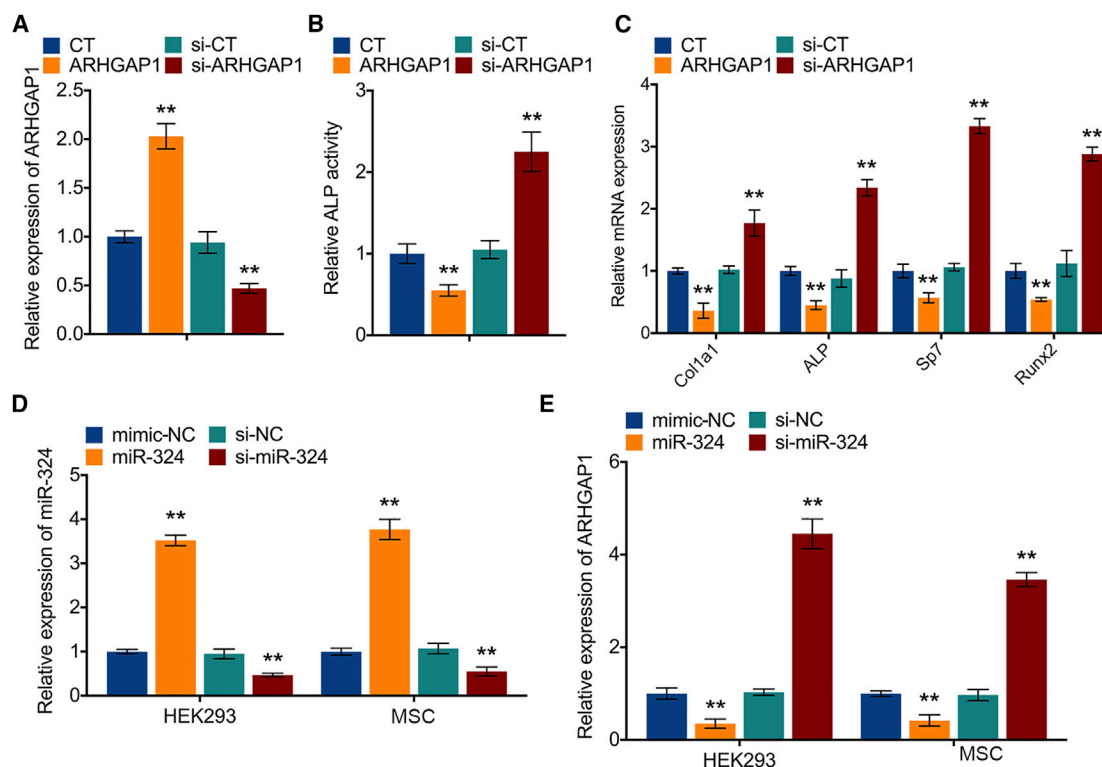 A
CT si-CT
ARHGAP1 si-ARHGAP1
Relative expression of ARHGAP1
2.5
2.0
1.5
1.0
0.5
0.0
**
**
B
CT si-CT
ARHGAP1 si-ARHGAP1
Relative ALP activity
3
2
1
0
**
**
C
CT si-CT
ARHGAP1 si-ARHGAP1
Relative mRNA expression
4
3
2
1
0
** ** ** ** ** ** ** **
Col1a1 ALP Sp7 Runx2
D
mimic-NC si-NC
miR-324 si-miR-324
Relative expression of miR-324
5
4
3
2
1
0
** ** ** **
HEK293 MSC
E
mimic-NC si-NC
miR-324 si-miR-324
Relative expression of ARHGAP1
6
4
2
0
** ** ** **
HEK293 MSC